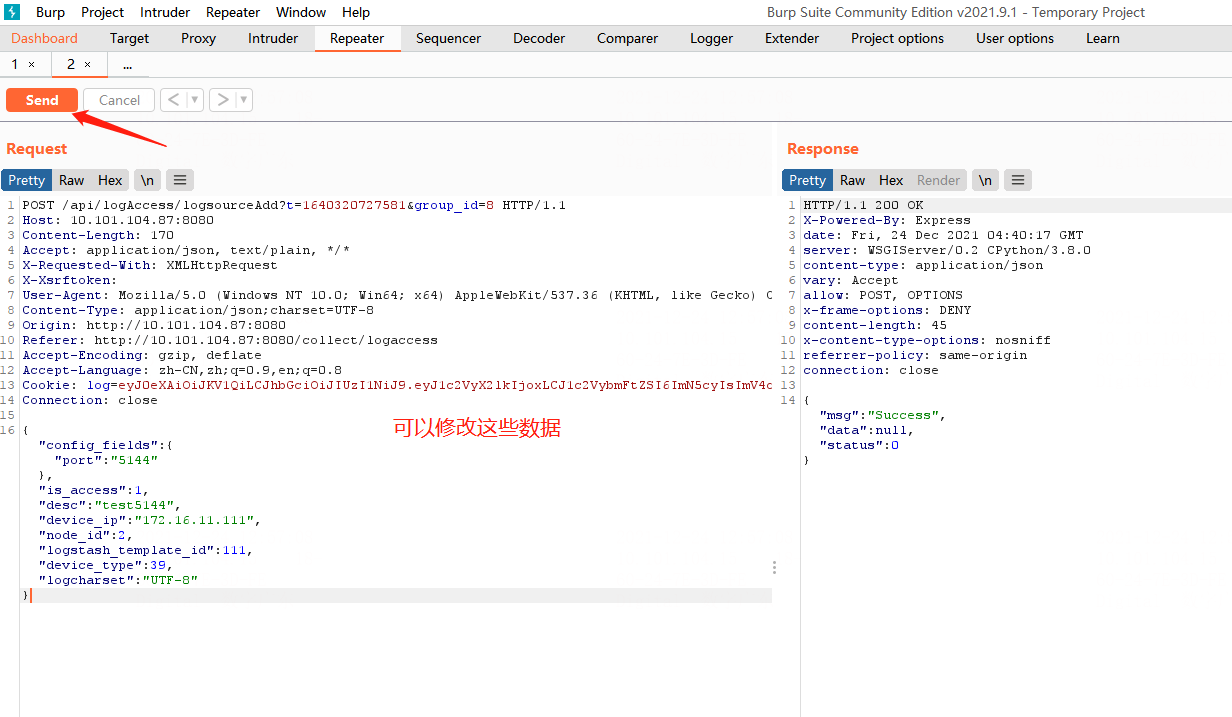 Burp Project Intruder Repeater Window Help Burp Suite Community Edition v2021.9.1 - Temporary Project
Dashboard Target Proxy Intruder Repeater Sequencer Decoder Comparer Logger Extender Project options User options Learn
1 × 2 × ...
Send Cancel < ▼ > ▼
Request
Pretty Raw Hex \n ≡
1 POST /api/logAccess/logsourceAdd?t=1640320727581&group_id=8 HTTP/1.1
2 Host: 10.101.104.87:8080
3 Content-Length: 170
4 Accept: application/json, text/plain, */*
5 X-Requested-With: XMLHttpRequest
6 X-Xsrftoken:
7 User-Agent: Mozilla/5.0 (Windows NT 10.0; Win64; x64) AppleWebKit/537.36 (KHTML, like Gecko)
8 Content-Type: application/json;charset=UTF-8
9 Origin: http://10.101.104.87:8080
10 Referer: http://10.101.104.87:8080/collect/logaccess
11 Accept-Encoding: gzip, deflate
12 Accept-Language: zh-CN,zh;q=0.9,en;q=0.8
13 Cookie: log=
14 Connection: close
15
16 {
"config_fields":{
"port":"5144"
},
"is_access":1,
"desc":"test5144",
"device_ip":"172.16.11.111",
"node_id":2,
"logstash_template_id":111,
"device_type":39,
"logcharset":"UTF-8"
}
可以修改这些数据
Response
Pretty Raw Hex Render \n ≡
1 HTTP/1.1 200 OK
2 X-Powered-By: Express
3 date: Fri, 24 Dec 2021 04:40:17 GMT
4 server: WSGIServer/0.2 CPython/3.8.0
5 content-type: application/json
6 vary: Accept
7 allow: POST, OPTIONS
8 x-frame-options: DENY
9 content-length: 45
10 x-content-type-options: nosniff
11 referrer-policy: same-origin
12 connection: close
13
14 {
"msg":"Success",
"data":null,
"status":0
}